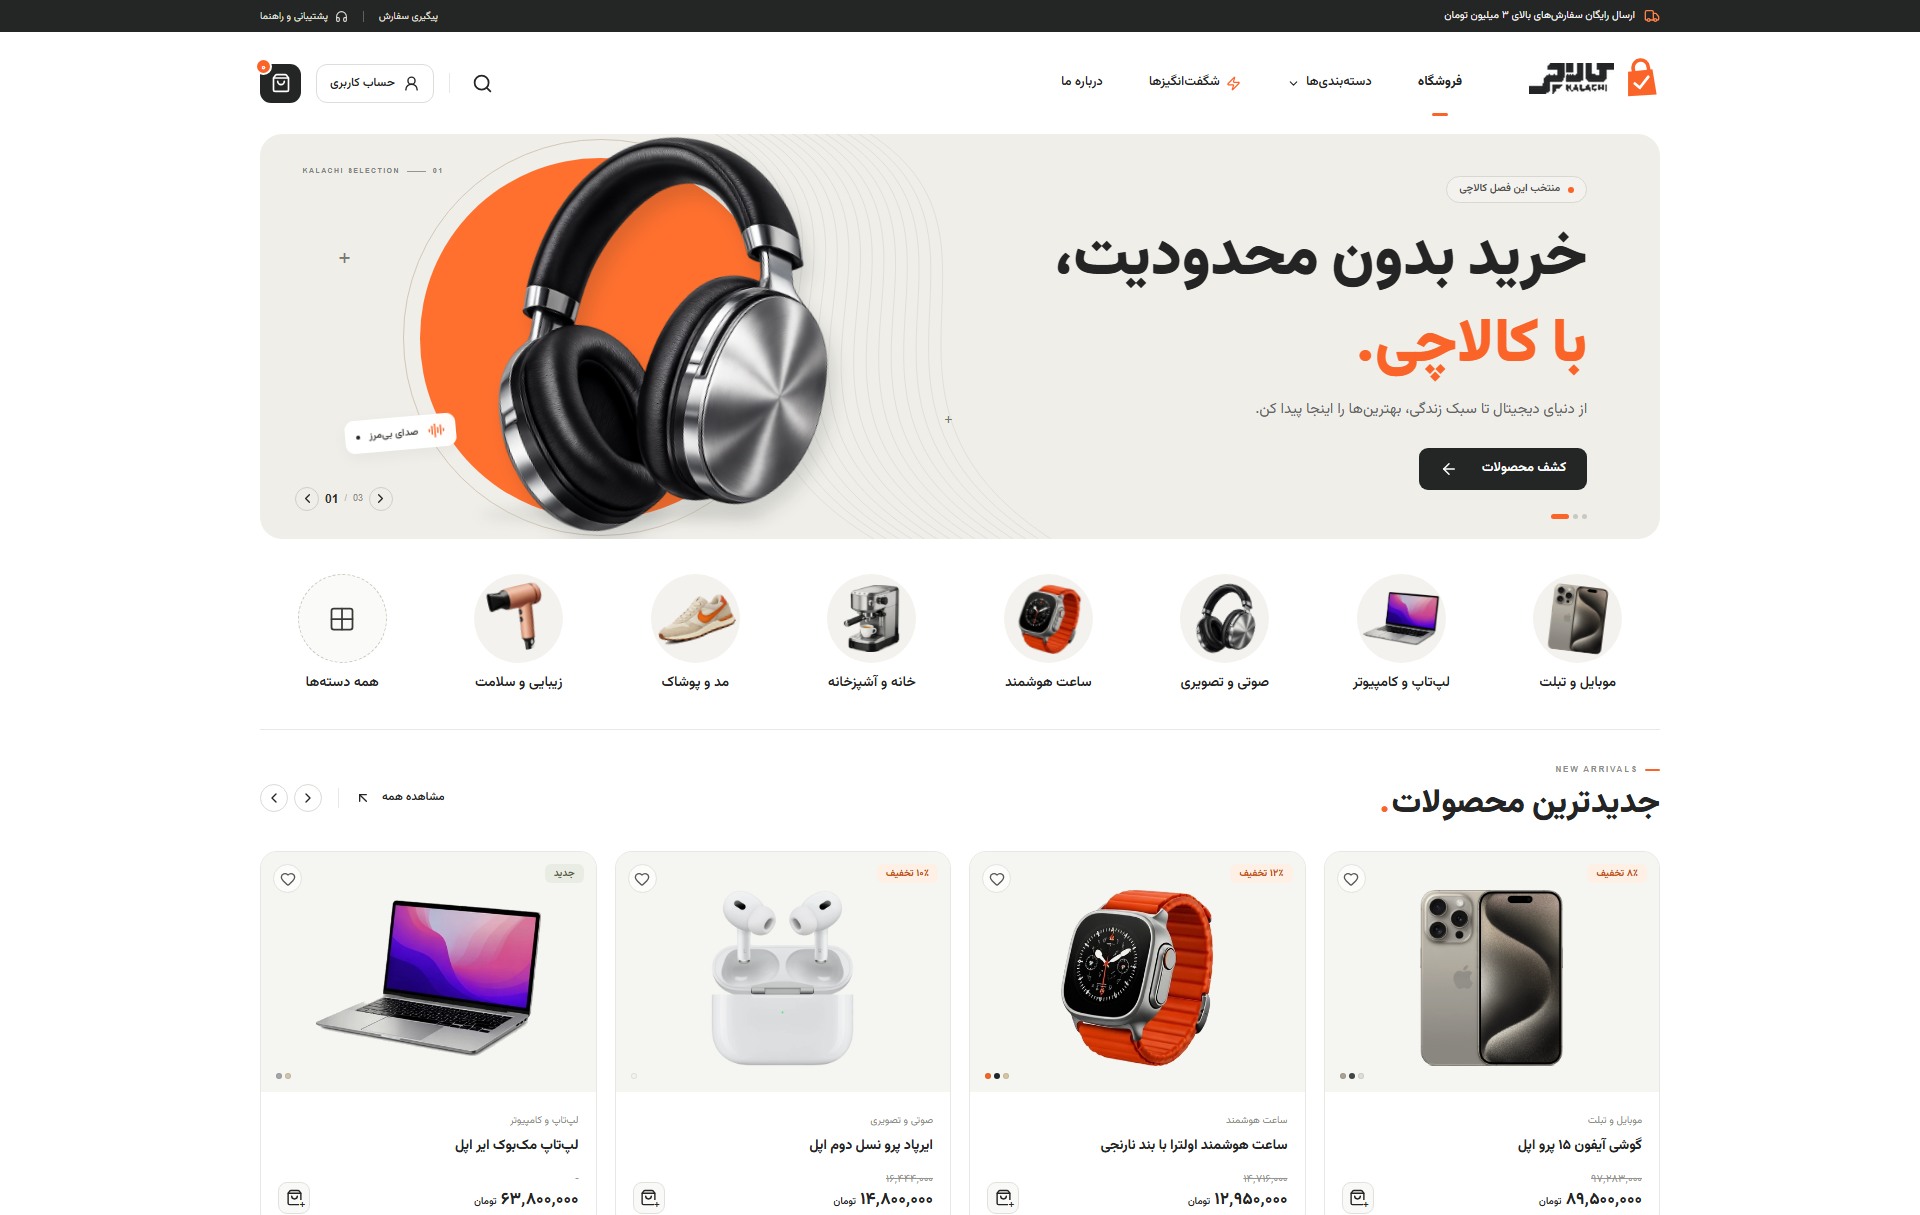 ارسال رایگان سفارش‌های بالای ۳ میلیون تومان
پیگیری سفارش
پشتیبانی و راهنما
کالاچی
KALACHI
فروشگاه
دسته‌بندی‌ها
شگفت‌انگیزها
درباره ما
حساب کاربری
۰
منتخب این فصل کالاچی
KALACHI SELECTION — 01
خرید بدون محدودیت،
با کالاچی.
از دنیای دیجیتال تا سبک زندگی، بهترین‌ها را اینجا پیدا کن.
کشف محصولات
صدای بی‌مرز
01 / 03
موبایل و تبلت
لپ‌تاپ و کامپیوتر
صوتی و تصویری
ساعت هوشمند
خانه و آشپزخانه
مد و پوشاک
زیبایی و سلامت
همه دسته‌ها
NEW ARRIVALS
جدیدترین محصولات.
مشاهده همه
۸٪ تخفیف
۱۲٪ تخفیف
۱۰٪ تخفیف
جدید
موبایل و تبلت
گوشی آیفون ۱۵ پرو اپل
۹۷,۲۸۳,۰۰۰
۸۹,۵۰۰,۰۰۰ تومان
ساعت هوشمند
ساعت هوشمند اولترا با بند نارنجی
۱۴,۷۱۶,۰۰۰
۱۲,۹۵۰,۰۰۰ تومان
صوتی و تصویری
ایرپاد پرو نسل دوم اپل
۱۶,۴۴۴,۰۰۰
۱۴,۸۰۰,۰۰۰ تومان
لپ‌تاپ و کامپیوتر
لپ‌تاپ مک‌بوک ایر اپل
-
۶۳,۸۰۰,۰۰۰ تومان